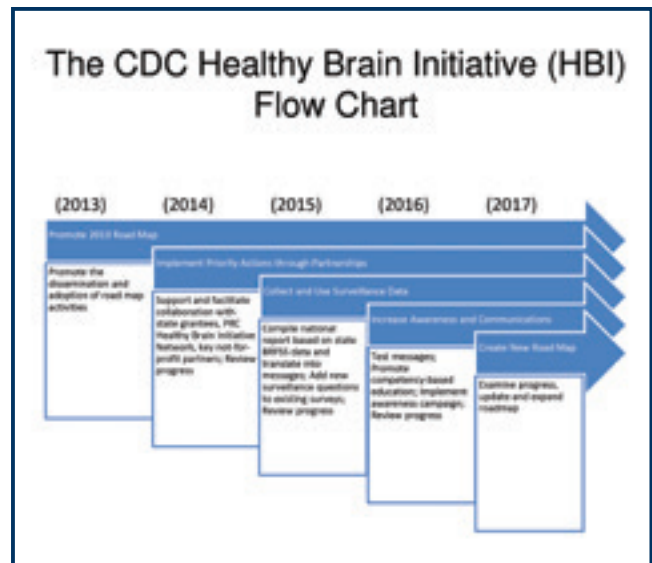 The CDC Healthy Brain Initiative (HBI)
Flow Chart
(2013)
(2014)
(2015)
(2016)
(2017)
Promote 2013 Road Map
Implement Priority Actions through Partnerships
Collect and Use Surveillance Data
Increase Awareness and Communications
Create New Road Map
Promote the
dissemination and
adoption of road map
activities
Support and facilitate
collaboration with
state grantees, PRC
Healthy Brain Initiative
Network, key not-for-
profit partners; Review
progress
Compile national
report based on state
BRFSS data and
translate into
messages; Add new
surveillance questions
to existing surveys;
Review progress
Test messages;
Promote
competency-based
education; Implement
awareness campaign;
Review progress
Examine progress,
update and expand
roadmap